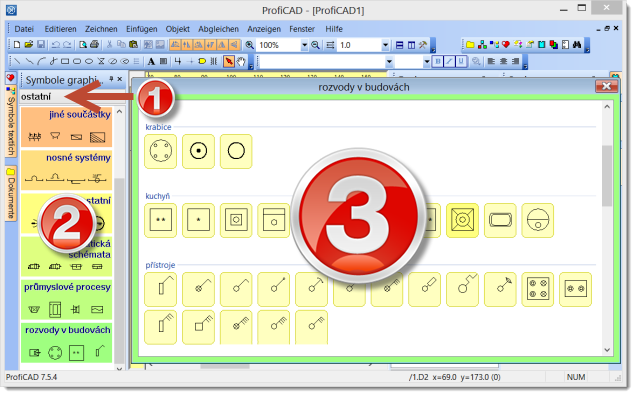 ProfiCAD - [ProfiCAD1]
Datei Editieren Zeichnen Einfügen Objekt Abgleichen Anzeigen Fenster Hilfe
100% 1.0
B I U
Symbole graphi...
rozvody v budovách
ostatní
1
Symbole textlich
Dokumente
jiné součástky
nosné systémy
ostatní
2
schémata
průmyslové procesy
rozvody v budovách
krabice
3
kuchyň
** *
přístroje
ProfiCAD 7.5.4 /1.D2 x=69.0 y=173.0 (0) NUM